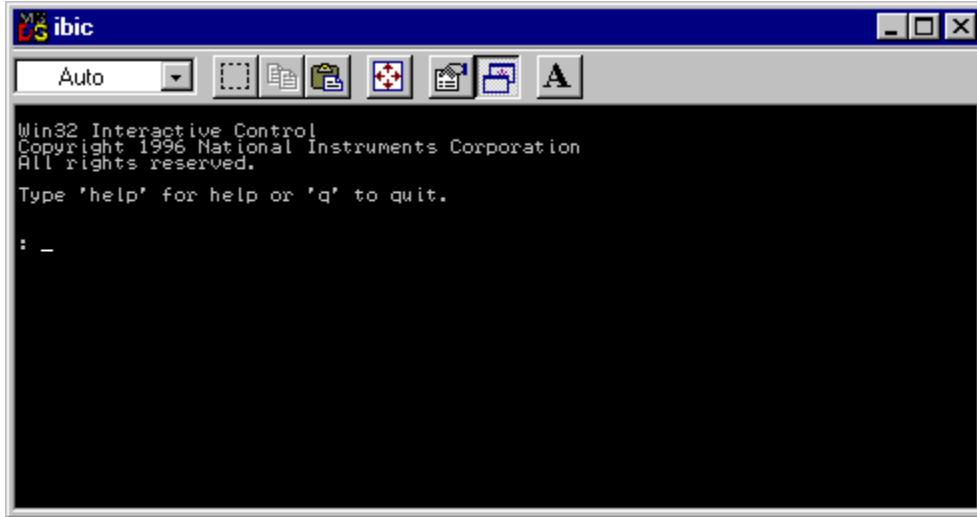 ibic
Auto
A
Win32 Interactive Control
Copyright 1996 National Instruments Corporation
All rights reserved.
Type 'help' for help or 'q' to quit.
: _